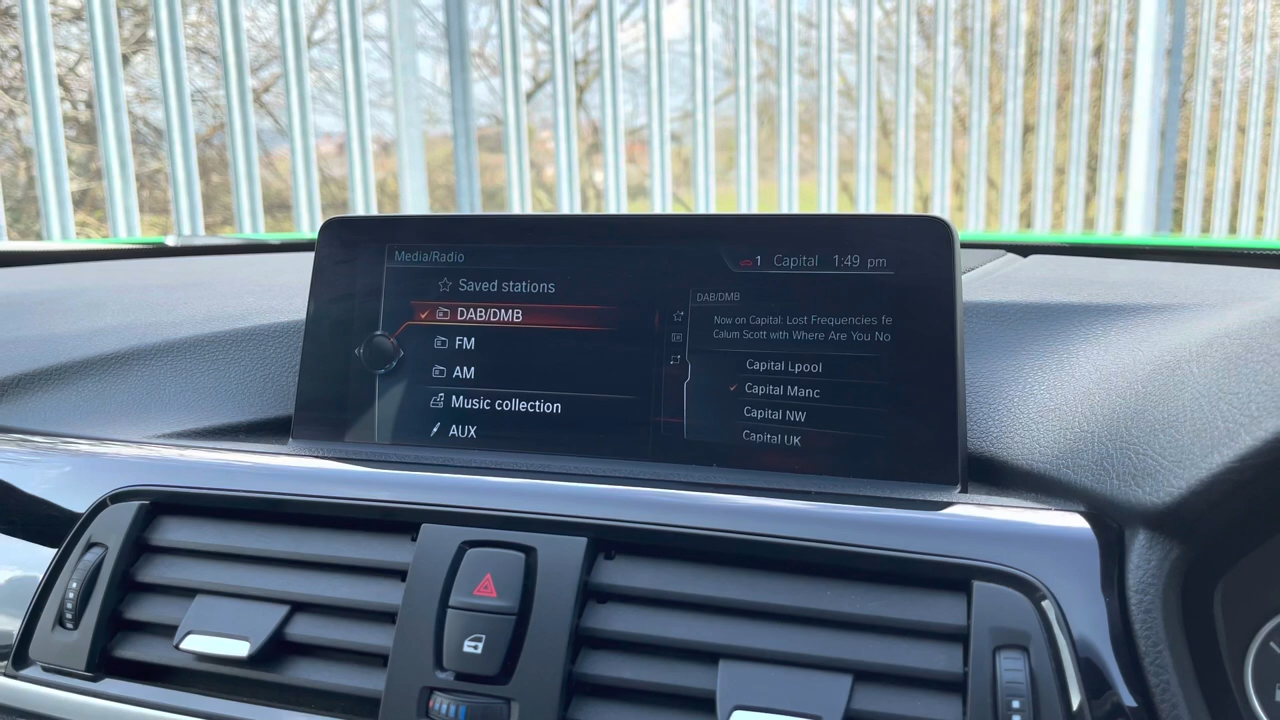 Media/Radio
1 Capital 1:49 pm
Saved stations
DAB/DMB
FM
AM
Music collection
AUX
DAB/DMB
Now on Capital: Lost Frequencies fe
Calum Scott with Where Are You No
Capital Lpool
Capital Manc
Capital NW
Capital UK